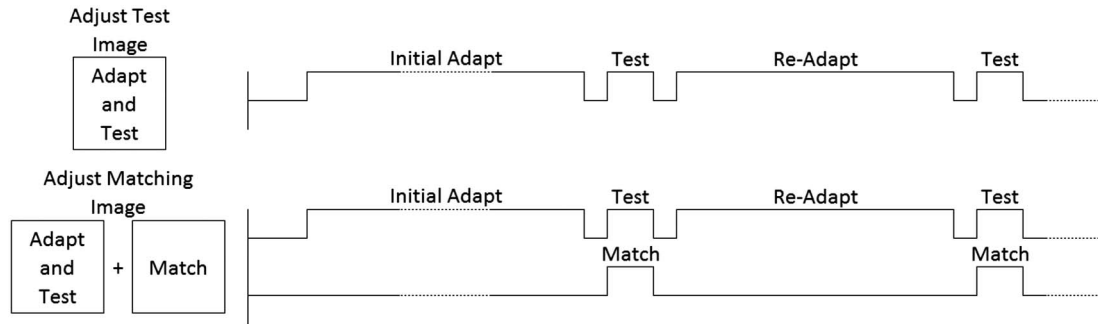 Adjust Test
Image
Adapt
and
Test
Initial Adapt
Test
Re-Adapt
Test
Adjust Matching
Image
Adapt
and
Test
+
Match
Initial Adapt
Test
Re-Adapt
Test
Match
Match